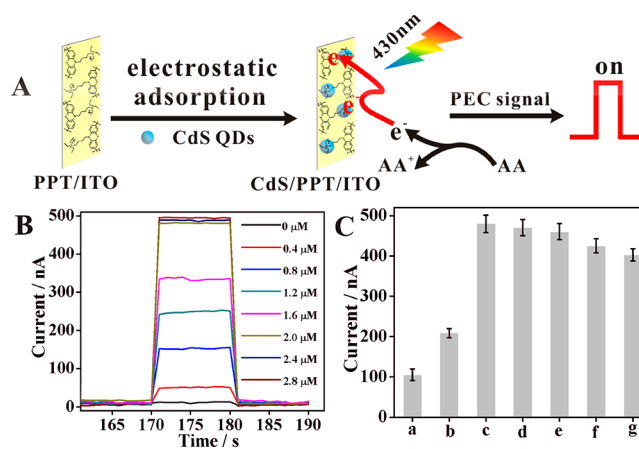 A
electrostatic
adsorption
CdS QDs
PPT/ITO
CdS/PPT/ITO
430nm
e-
e-
e-
AA+
AA
PEC signal
on
B
Current / nA
500
400
300
200
100
0
165 170 175 180 185 190
Time / s
0 μM
0.4 μM
0.8 μM
1.2 μM
1.6 μM
2.0 μM
2.4 μM
2.8 μM
C
Current / nA
500
400
300
200
100
0
a b c d e f g